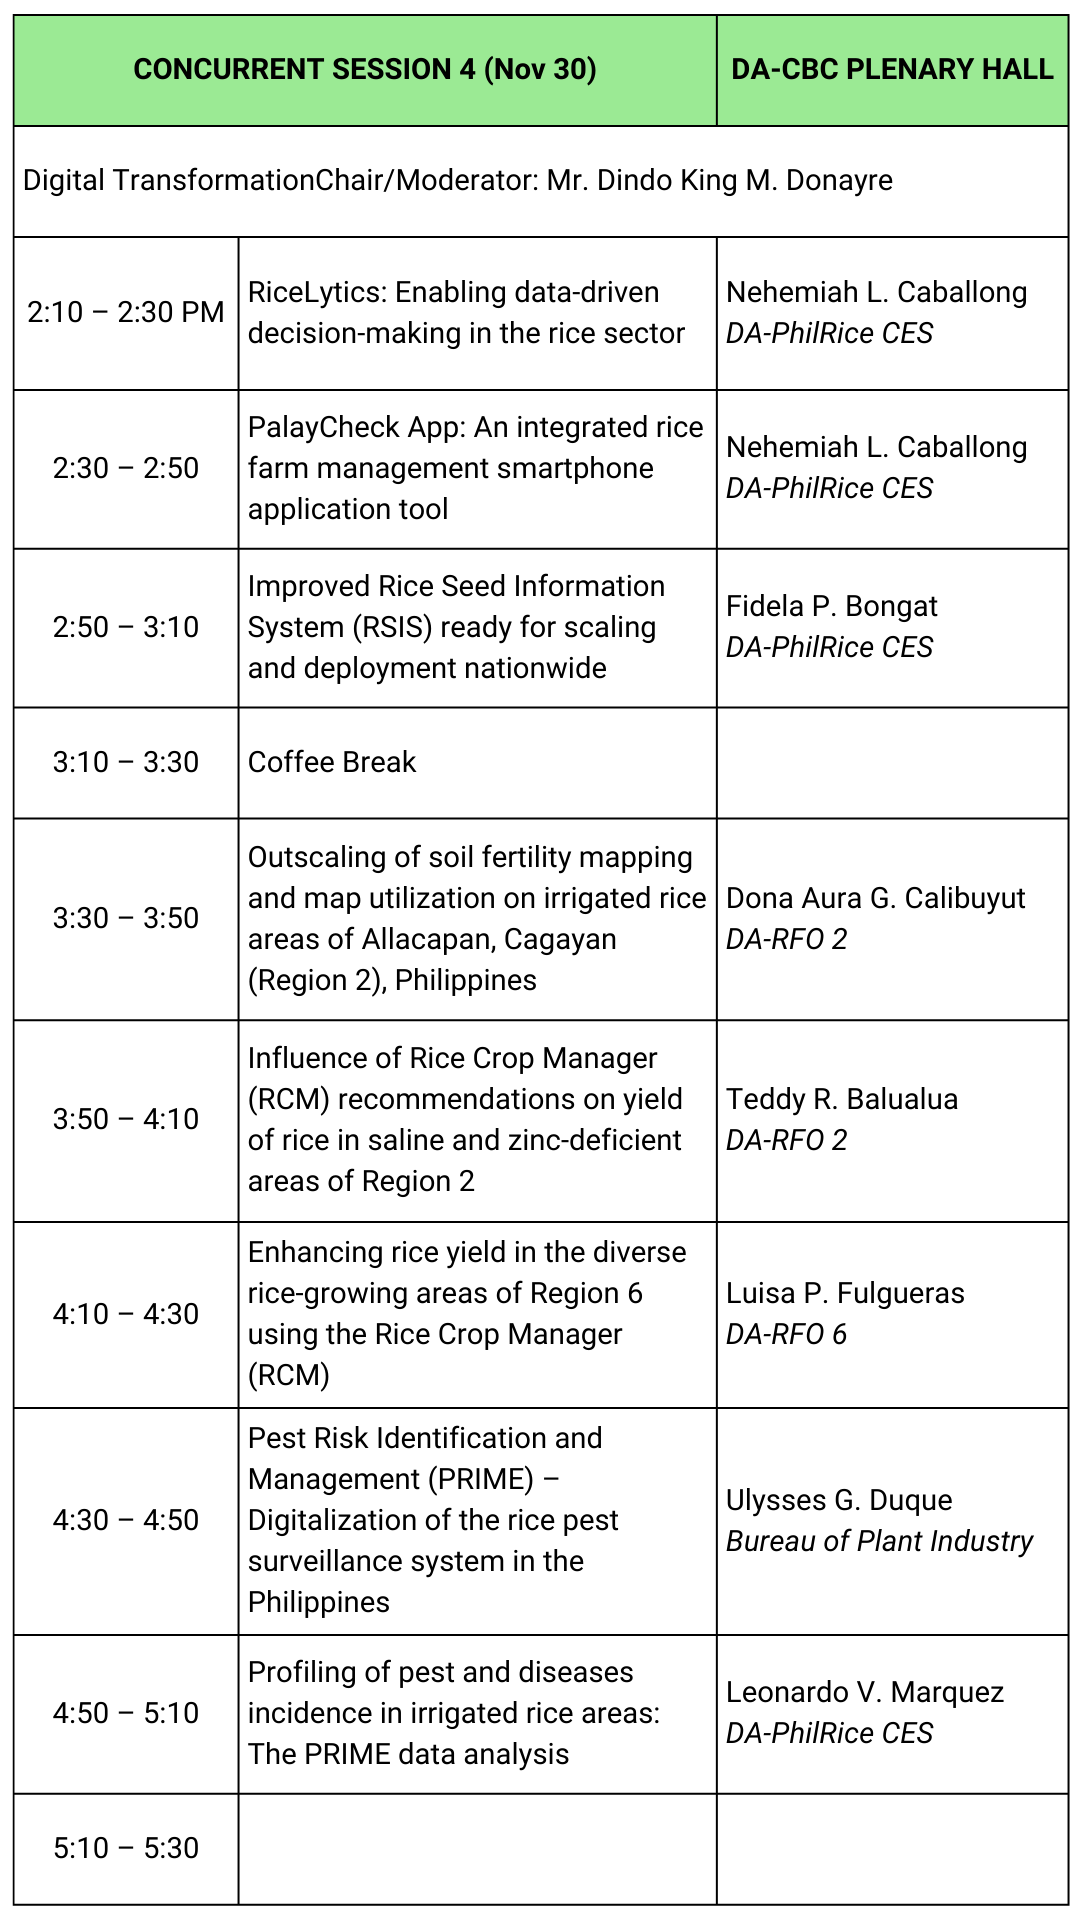 CONCURRENT SESSION 4 (Nov 30)
DA-CBC PLENARY HALL
Digital TransformationChair/Moderator: Mr. Dindo King M. Donayre
2:10 – 2:30 PM
RiceLytics: Enabling data-driven
decision-making in the rice sector
Nehemiah L. Caballong
DA-PhilRice CES
2:30 – 2:50
PalayCheck App: An integrated rice
farm management smartphone
application tool
Nehemiah L. Caballong
DA-PhilRice CES
2:50 – 3:10
Improved Rice Seed Information
System (RSIS) ready for scaling
and deployment nationwide
Fidela P. Bongat
DA-PhilRice CES
3:10 – 3:30
Coffee Break
3:30 – 3:50
Outscaling of soil fertility mapping
and map utilization on irrigated rice
areas of Allacapan, Cagayan
(Region 2), Philippines
Dona Aura G. Calibuyut
DA-RFO 2
3:50 – 4:10
Influence of Rice Crop Manager
(RCM) recommendations on yield
of rice in saline and zinc-deficient
areas of Region 2
Teddy R. Balualua
DA-RFO 2
4:10 – 4:30
Enhancing rice yield in the diverse
rice-growing areas of Region 6
using the Rice Crop Manager
(RCM)
Luisa P. Fulgueras
DA-RFO 6
4:30 – 4:50
Pest Risk Identification and
Management (PRIME) –
Digitalization of the rice pest
surveillance system in the
Philippines
Ulysses G. Duque
Bureau of Plant Industry
4:50 – 5:10
Profiling of pest and diseases
incidence in irrigated rice areas:
The PRIME data analysis
Leonardo V. Marquez
DA-PhilRice CES
5:10 – 5:30